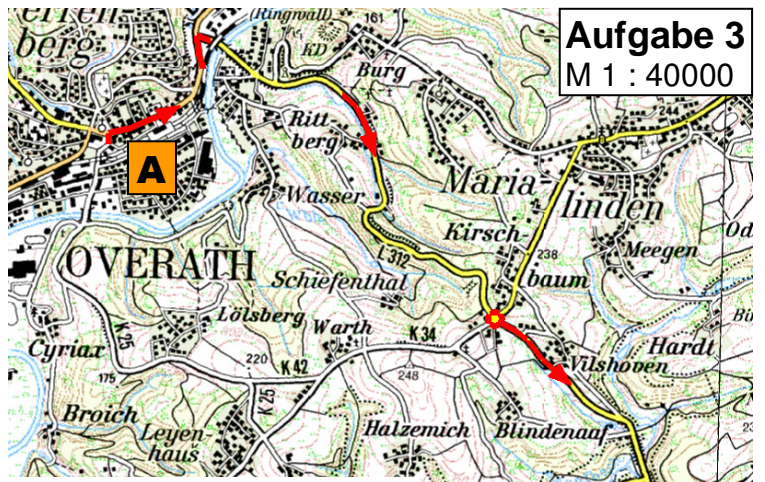 erren-
berg
(Ringwall)
161
Aufgabe 3
M 1 : 40000
KD
Burg
Ritt-
berg
A
Maria-
linden
Wasser
Kirsch-
baum
238
Meegen
L 312
OVERATH
Schiefenthal
Lölsberg
Warth
K 34
K 25
Cyriax
220
K 42
175
K 25
248
Vilshoven
Hardt
Broich
Leyen-
haus
Halzemich
Blindenaaf